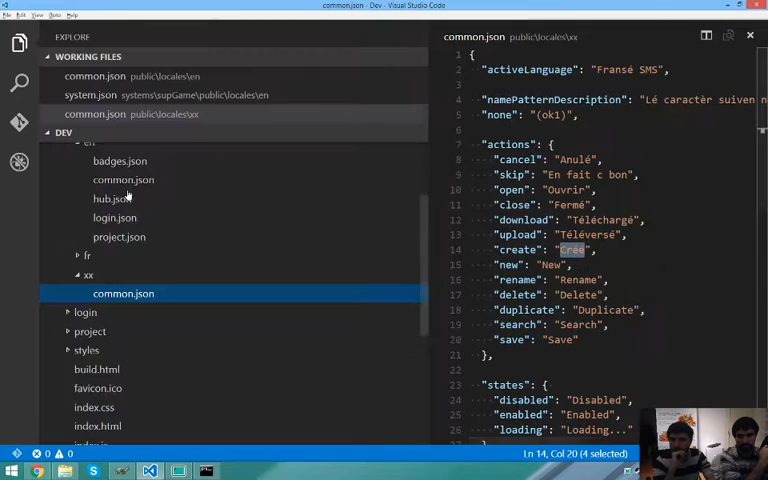 common.json - Dev - Visual Studio Code
File Edit View Goto Help
EXPLORE
WORKING FILES
common.json public\locales\en
system.json systems\supGame\public\locales\en
common.json public\locales\xx
DEV
en
badges.json
common.json
hub.json
login.json
project.json
fr
xx
common.json
login
project
styles
build.html
favicon.ico
index.css
index.html
common.json public\locales\xx
1 {
2 "activeLanguage": "Fransé SMS",
3
4 "namePatternDescription": "Lé caractèr suiven n
5 "none": "(ok1)",
6
7 "actions": {
8 "cancel": "Anulé",
9 "skip": "En fait c bon",
10 "open": "Ouvrir",
11 "close": "Fermé",
12 "download": "Téléchargé",
13 "upload": "Téléversé",
14 "create": "Créé",
15 "new": "New",
16 "rename": "Rename",
17 "delete": "Delete",
18 "duplicate": "Duplicate",
19 "search": "Search",
20 "save": "Save"
21 },
22
23 "states": {
24 "disabled": "Disabled",
25 "enabled": "Enabled",
26 "loading": "Loading..."
0 0
Ln 14, Col 20 (4 selected)